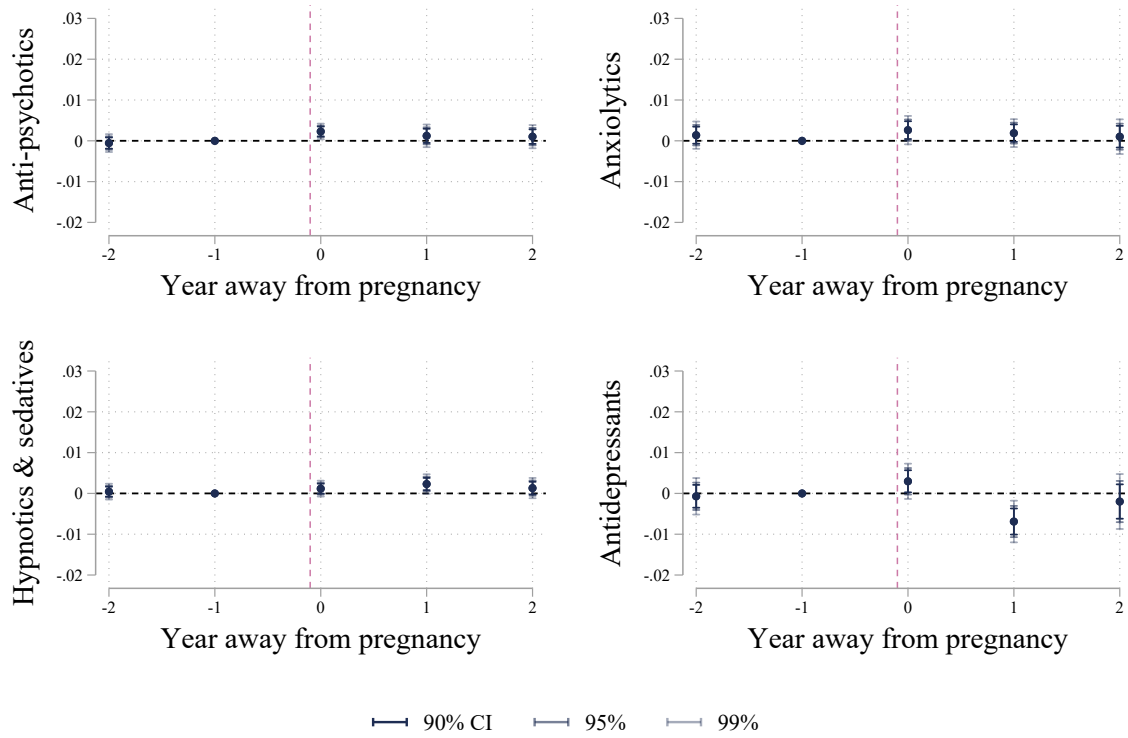 Anti-psychotics
.03
.02
.01
0
-.01
-.02
-2 -1 0 1 2
Year away from pregnancy
Anxiolytics
.03
.02
.01
0
-.01
-.02
-2 -1 0 1 2
Year away from pregnancy
Hypnotics & sedatives
.03
.02
.01
0
-.01
-.02
-2 -1 0 1 2
Year away from pregnancy
Antidepressants
.03
.02
.01
0
-.01
-.02
-2 -1 0 1 2
Year away from pregnancy
90% CI 95% 99%